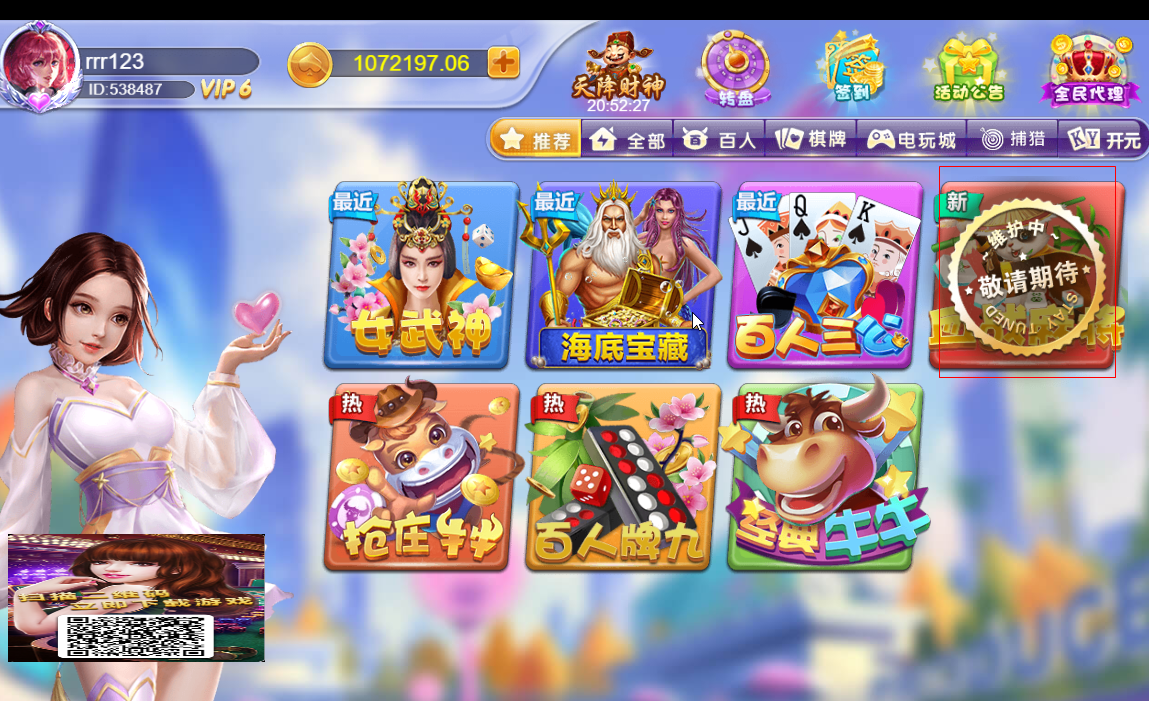 rrr123
ID:538487
VIP 6
1072197.06
天降财神
20:52:27
转盘
签到
活动公告
全民代理
推荐
全部
百人
棋牌
电玩城
捕猎
KY 开元
最近
女武神
最近
海底宝藏
最近
J
Q
K
百人三公
新
维护中
敬请期待
热
抢庄牛牛
热
百人牌九
热
经典牛牛
扫描二维码
立即下载游戏